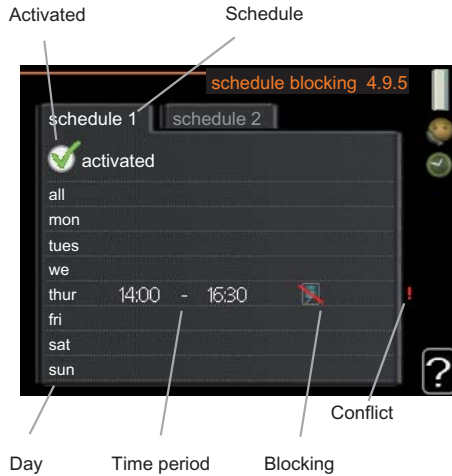 Activated
Schedule
schedule blocking 4.9.5
schedule 1
schedule 2
activated
all
mon
tues
we
thur 14:00 - 16:30 !
fri
sat
sun
?
Conflict
Day
Time period
Blocking